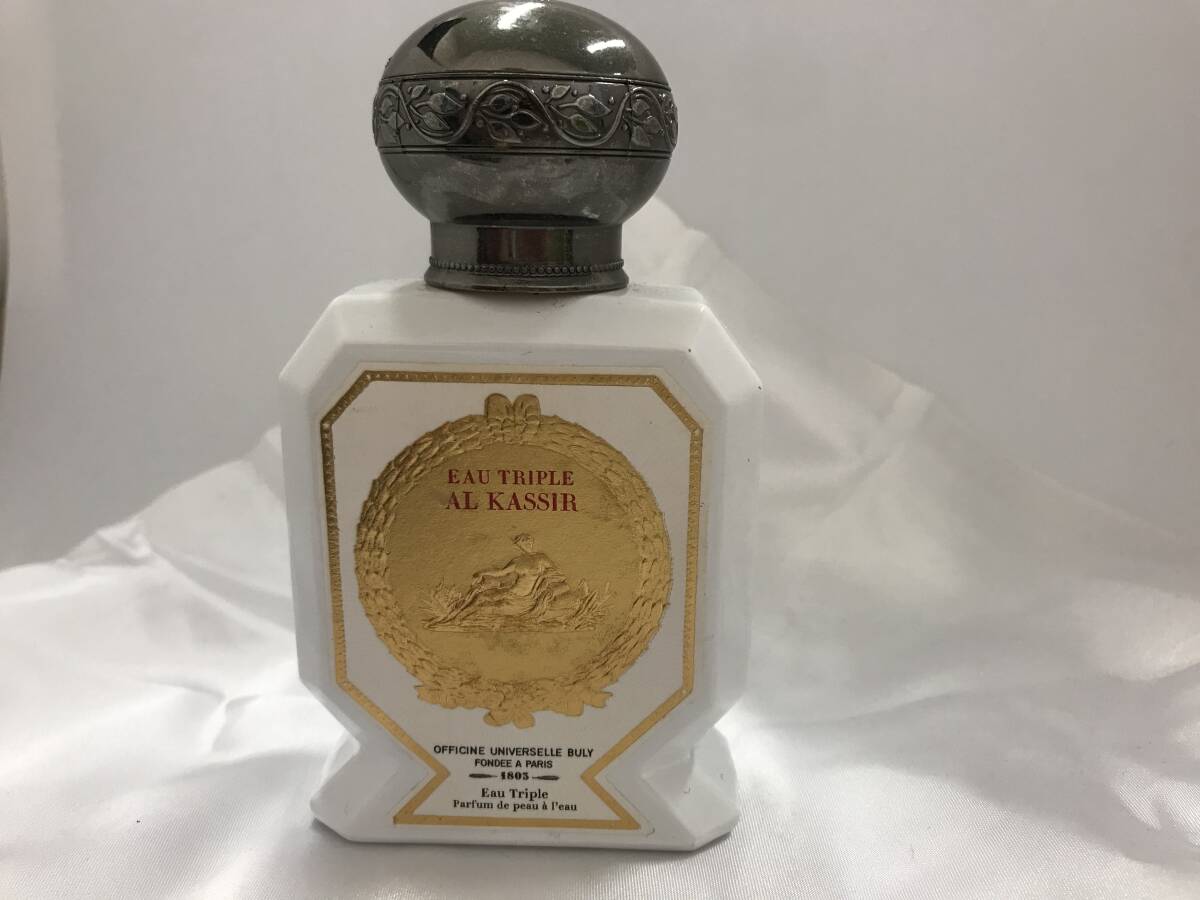 EAU TRIPLE
AL KASSIR
OFFICINE UNIVERSELLE BULY
FONDEE A PARIS
1803
Eau Triple
Parfum de peau à l'eau